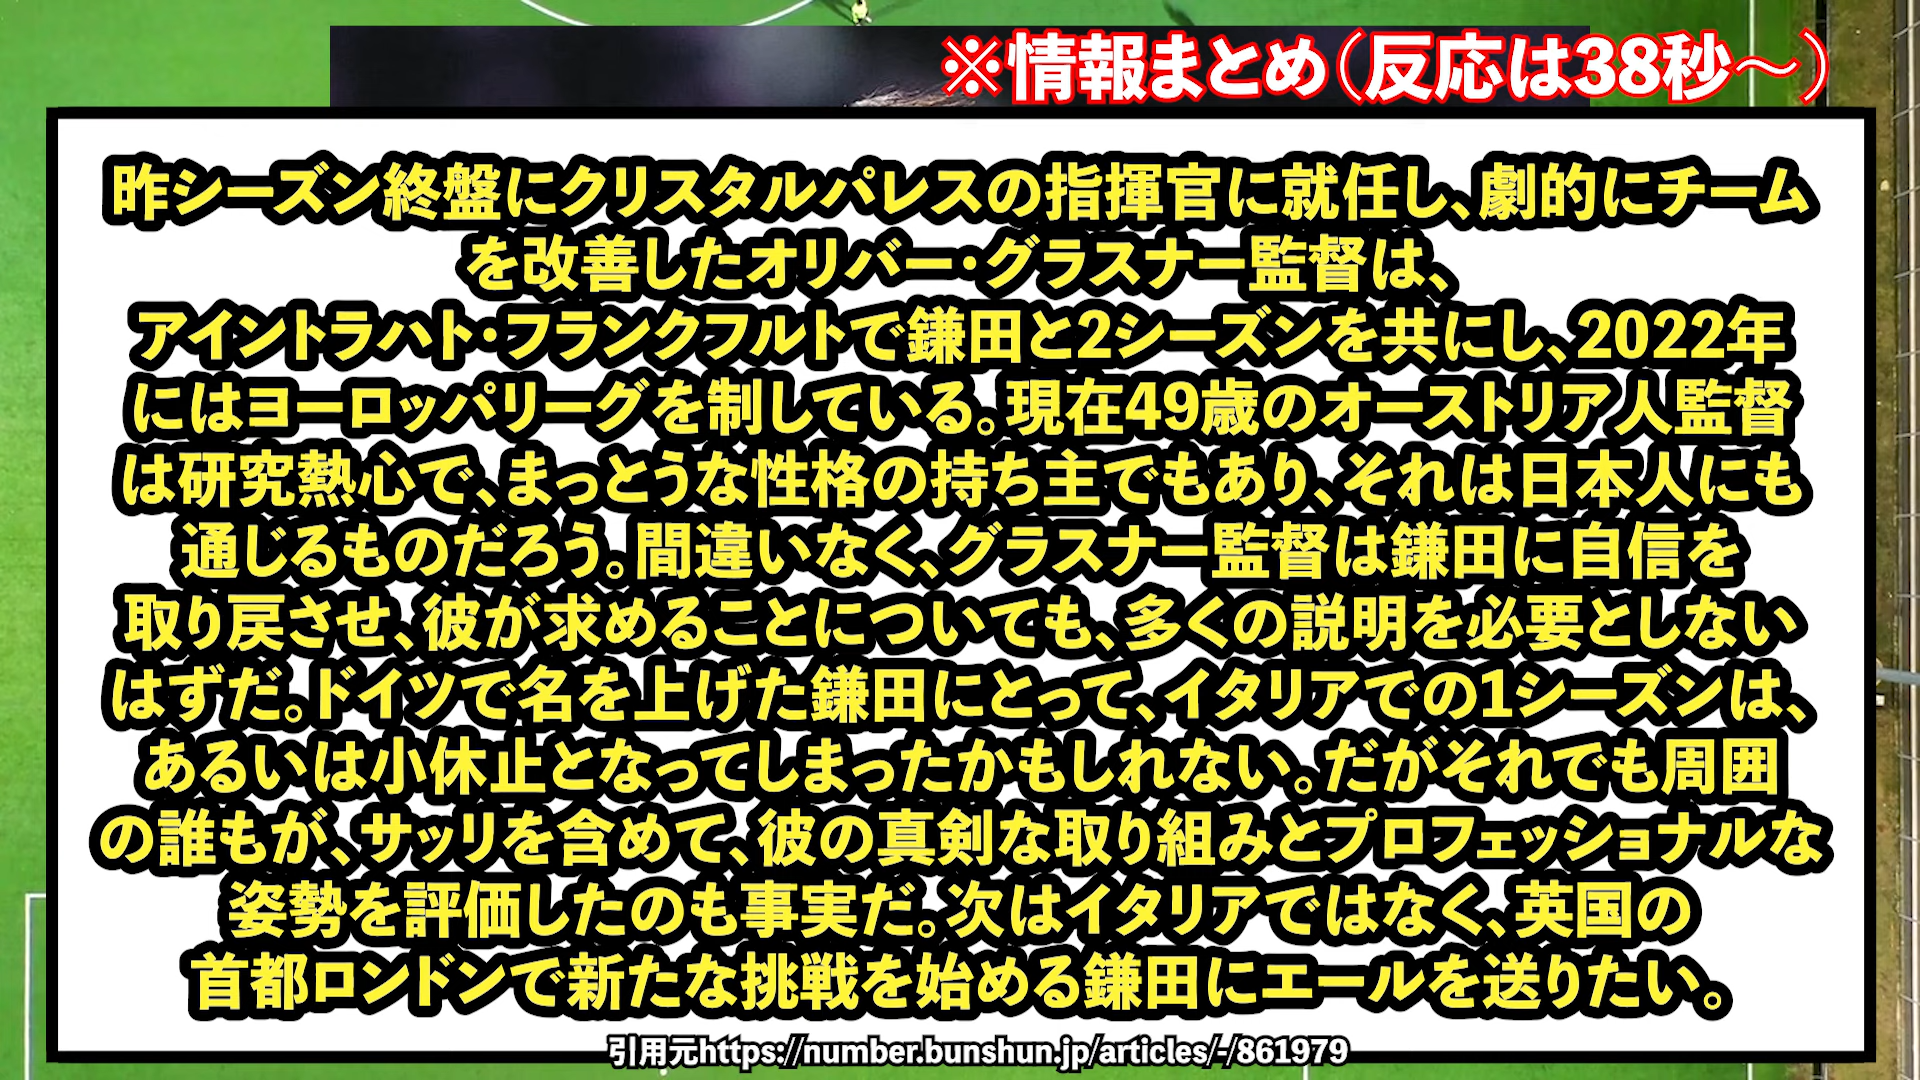 ※情報まとめ（反応は38秒～）
昨シーズン終盤にクリスタルパレスの指揮官に就任し、劇的にチーム
を改善したオリバー・グラスナー監督は、
アイントラハト・フランクフルトで鎌田と2シーズンを共にし、2022年
にはヨーロッパリーグを制している。現在49歳のオーストリア人監督
は研究熱心で、まっとうな性格の持ち主でもあり、それは日本人にも
通じるものだろう。間違いなく、グラスナー監督は鎌田に自信を
取り戻させ、彼が求めることについても、多くの説明を必要としない
はずだ。ドイツで名を上げた鎌田にとって、イタリアでの1シーズンは、
あるいは小休止となってしまったかもしれない。だがそれでも周囲
の誰もが、サッリを含めて、彼の真剣な取り組みとプロフェッショナルな
姿勢を評価したのも事実だ。次はイタリアではなく、英国の
首都ロンドンで新たな挑戦を始める鎌田にエールを送りたい。
引用元https://number.bunshun.jp/articles/-/861979